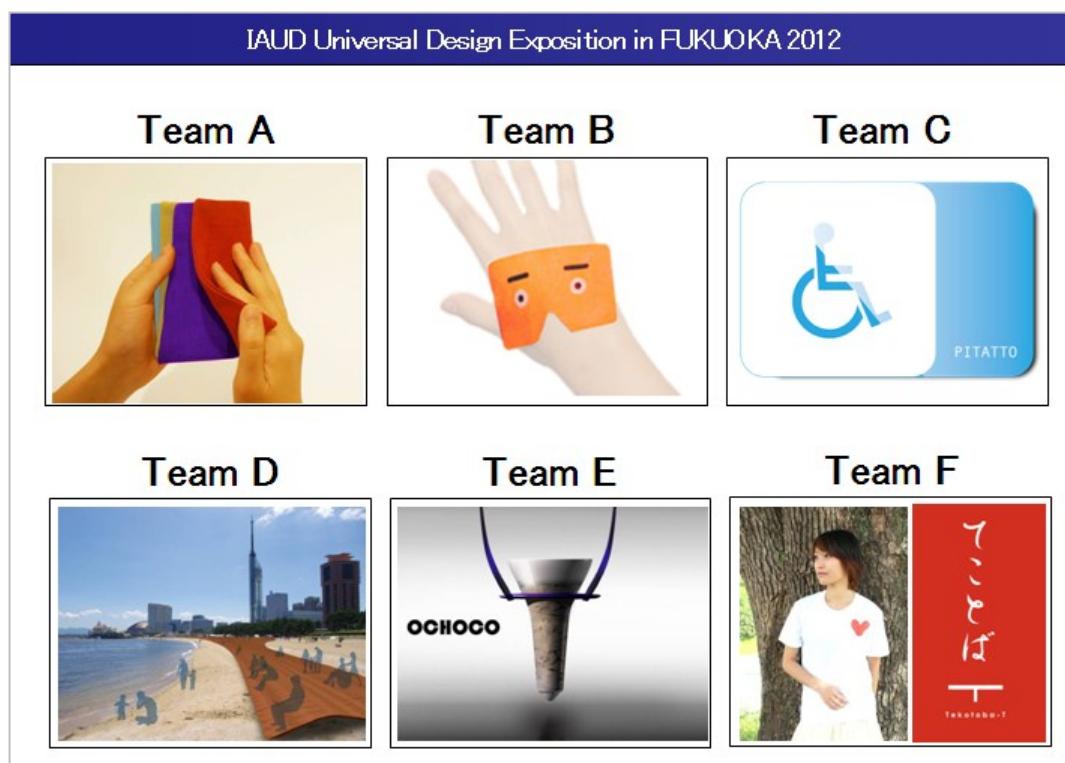 IAUD Universal Design Exposition in FUKUOKA 2012
Team A
Team B
Team C
PITATTO
Team D
Team E
Team F
OCHOCO
てことば
T
Tekotoba-T